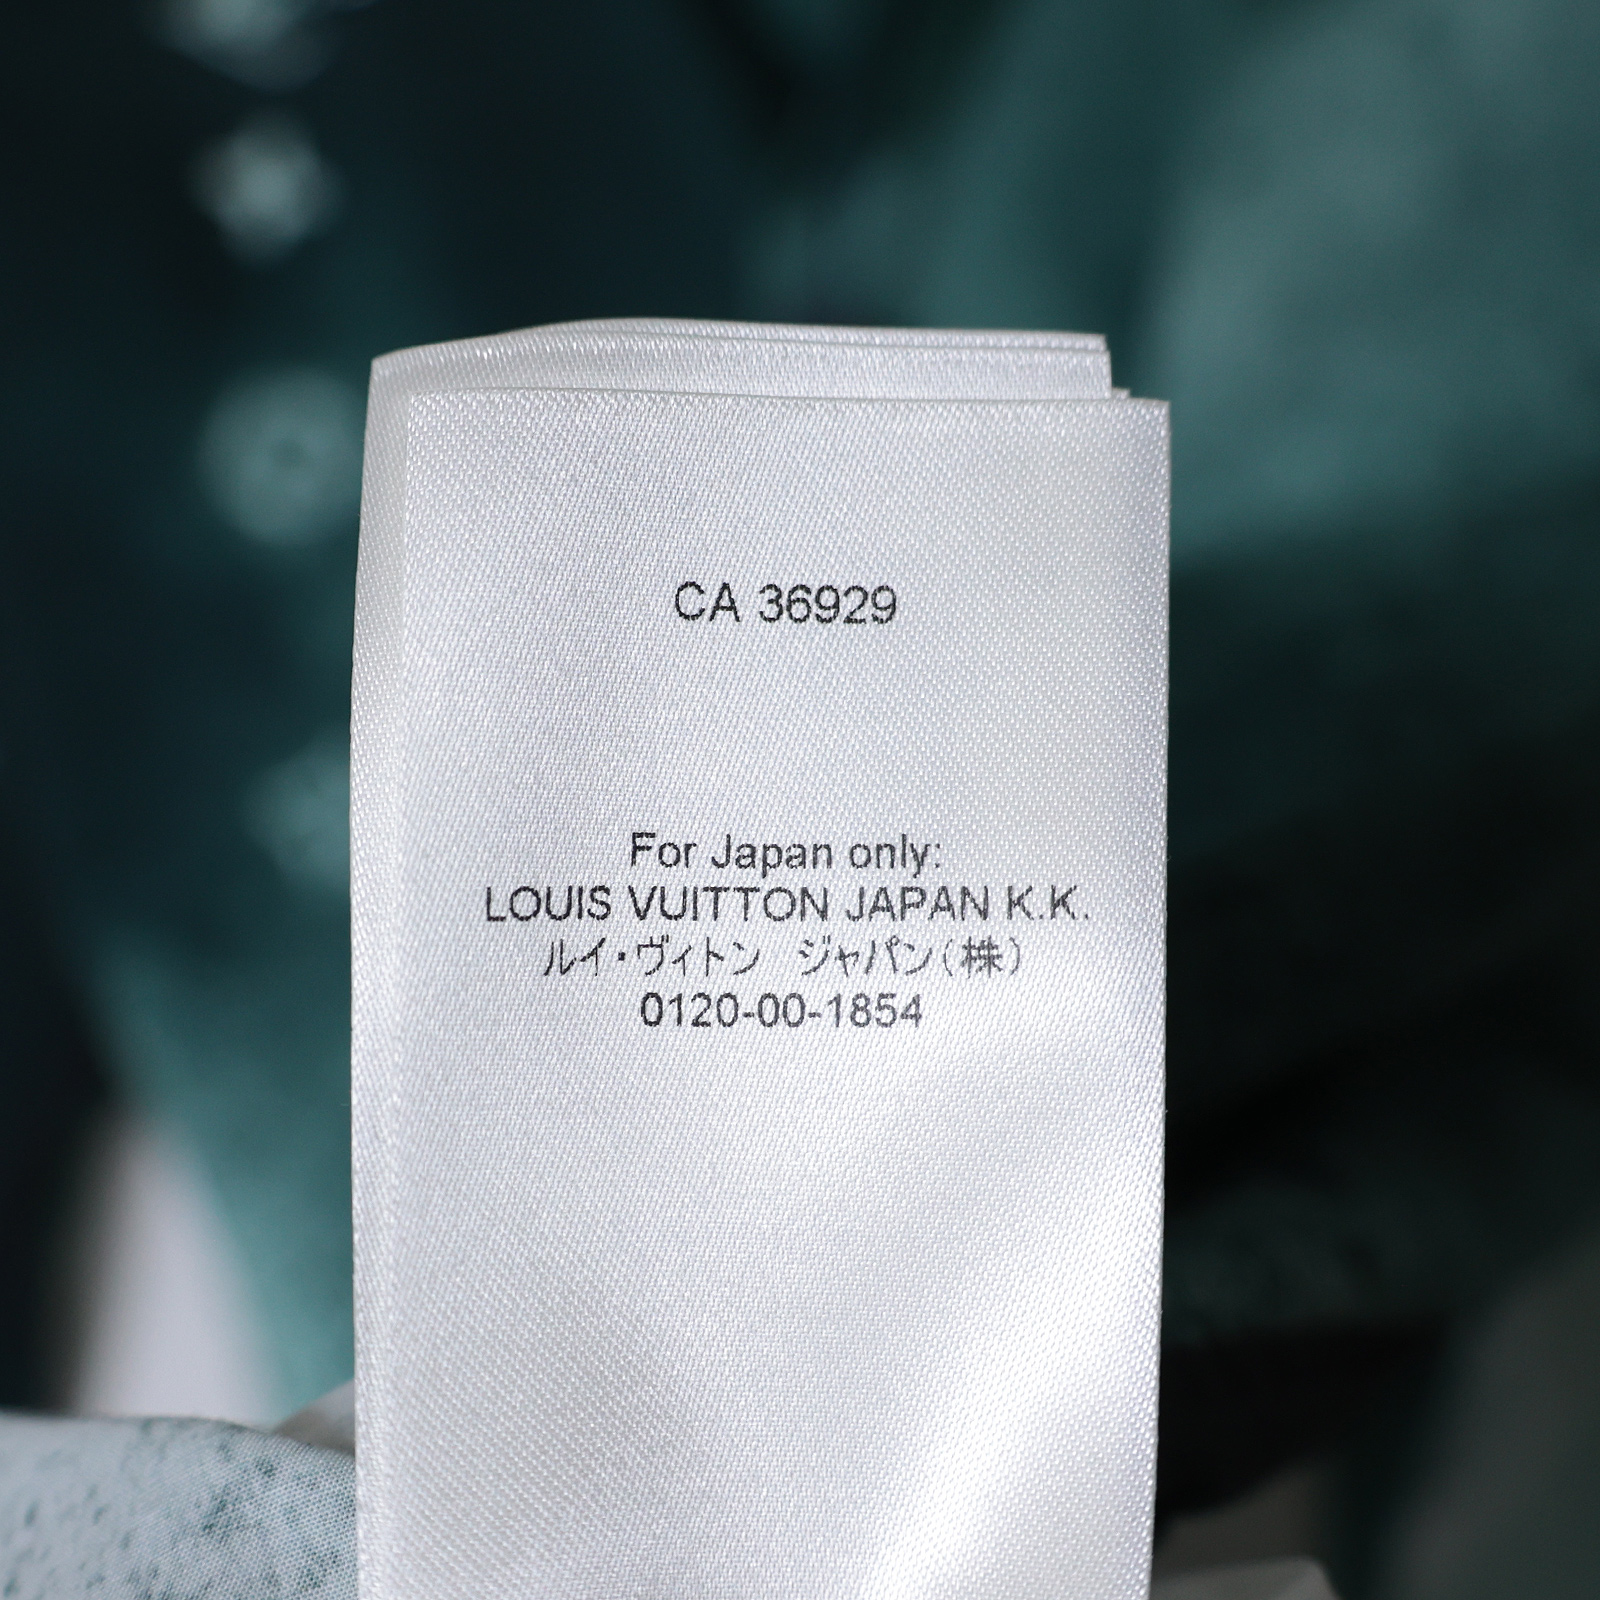 CA 36929
For Japan only:
LOUIS VUITTON JAPAN K.K.
ルイ・ヴィトン　ジャパン(株)
0120-00-1854